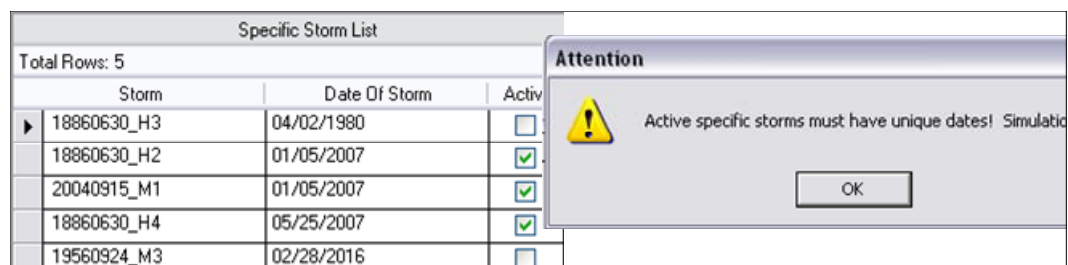 Specific Storm List
Total Rows: 5
Storm Date Of Storm Activ
18860630_H3 04/02/1980
18860630_H2 01/05/2007
20040915_M1 01/05/2007
18860630_H4 05/25/2007
19560924_M3 02/28/2016
Attention
Active specific storms must have unique dates! Simulatio
OK